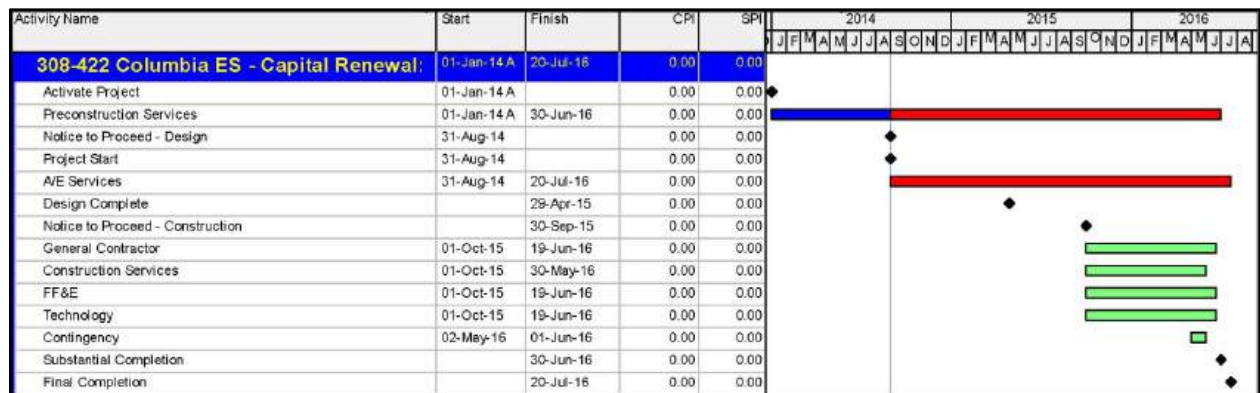 Activity Name Start Finish CPI SPI 2014 2015 2016
J F M A M J J A S O N D J F M A M J J A S O N D J F M A M J J A
308-422 Columbia ES - Capital Renewal: 01-Jan-14 A 20-Jul-16 0.00 0.00
Activate Project 01-Jan-14 A 0.00 0.00
Preconstruction Services 01-Jan-14 A 30-Jun-16 0.00 0.00
Notice to Proceed - Design 31-Aug-14 0.00 0.00
Project Start 31-Aug-14 0.00 0.00
A/E Services 31-Aug-14 20-Jul-16 0.00 0.00
Design Complete 29-Apr-15 0.00 0.00
Notice to Proceed - Construction 30-Sep-15 0.00 0.00
General Contractor 01-Oct-15 19-Jun-16 0.00 0.00
Construction Services 01-Oct-15 30-May-16 0.00 0.00
FF&E 01-Oct-15 19-Jun-16 0.00 0.00
Technology 01-Oct-15 19-Jun-16 0.00 0.00
Contingency 02-May-16 01-Jun-16 0.00 0.00
Substantial Completion 30-Jun-16 0.00 0.00
Final Completion 20-Jul-16 0.00 0.00